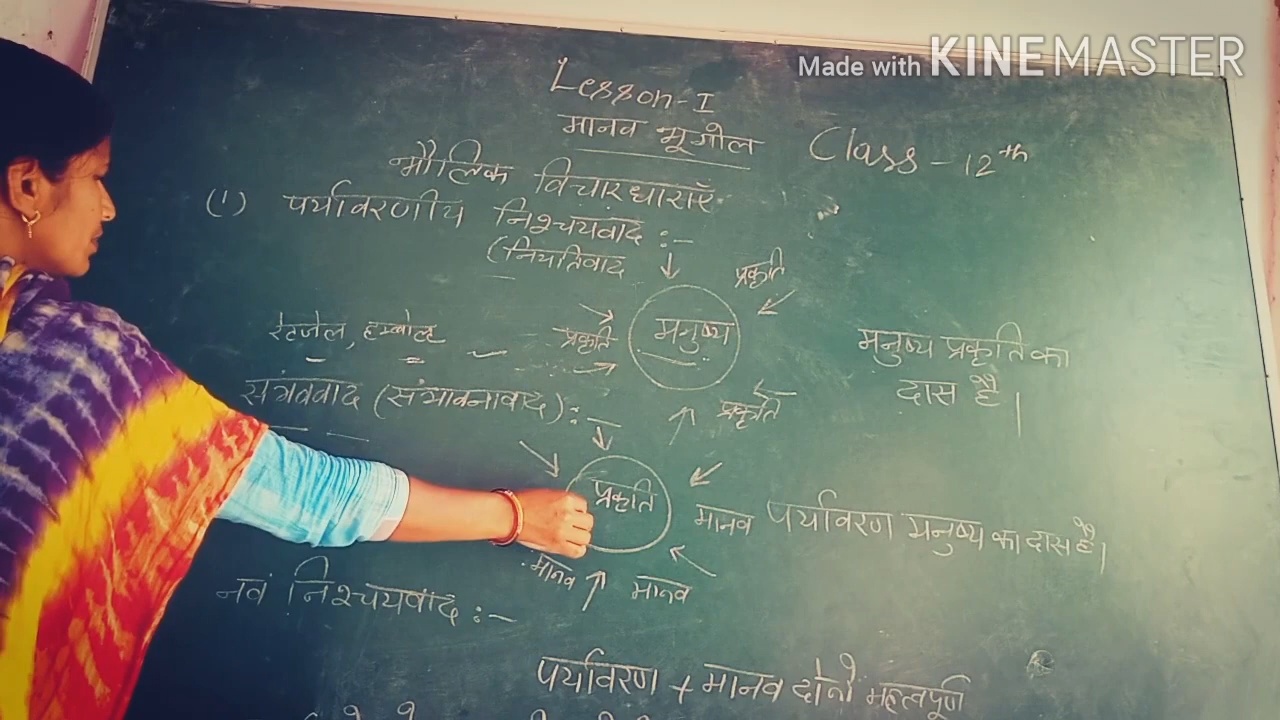 Made with KINEMASTER
Lesson-I
मानव भूगोल Class-12th
मौलिक विचारधाराएँ
(1) पर्यावरणीय निश्चयवाद :-
(नियतिवाद
प्रकृति
रेटजेल, हम्बोल्ट
प्रकृति
मनुष्य
मनुष्य प्रकृति का
दास है।
प्रकृति
संभववाद (संभावनावाद) :-
प्रकृति
मानव पर्यावरण मनुष्य का दास है।
मानव
मानव
नव निश्चयवाद :-
पर्यावरण + मानव दोनो महत्वपूर्ण